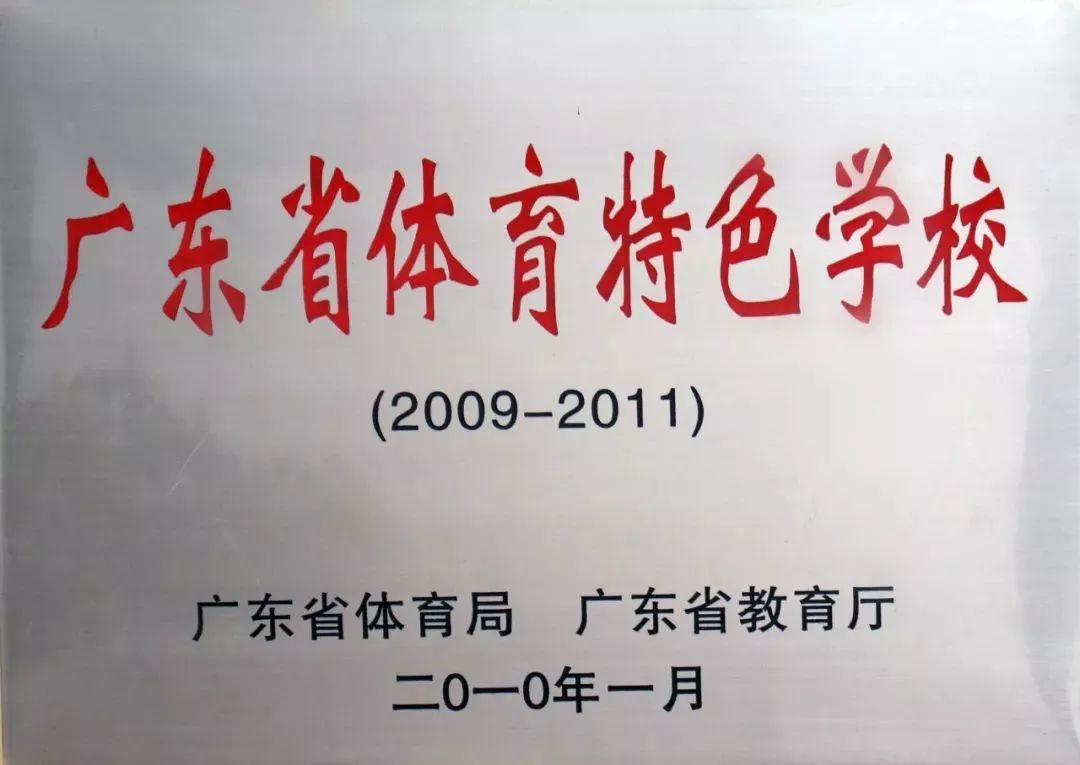 广东省体育特色学校
(2009-2011)
广东省体育局 广东省教育厅
二0一0年一月